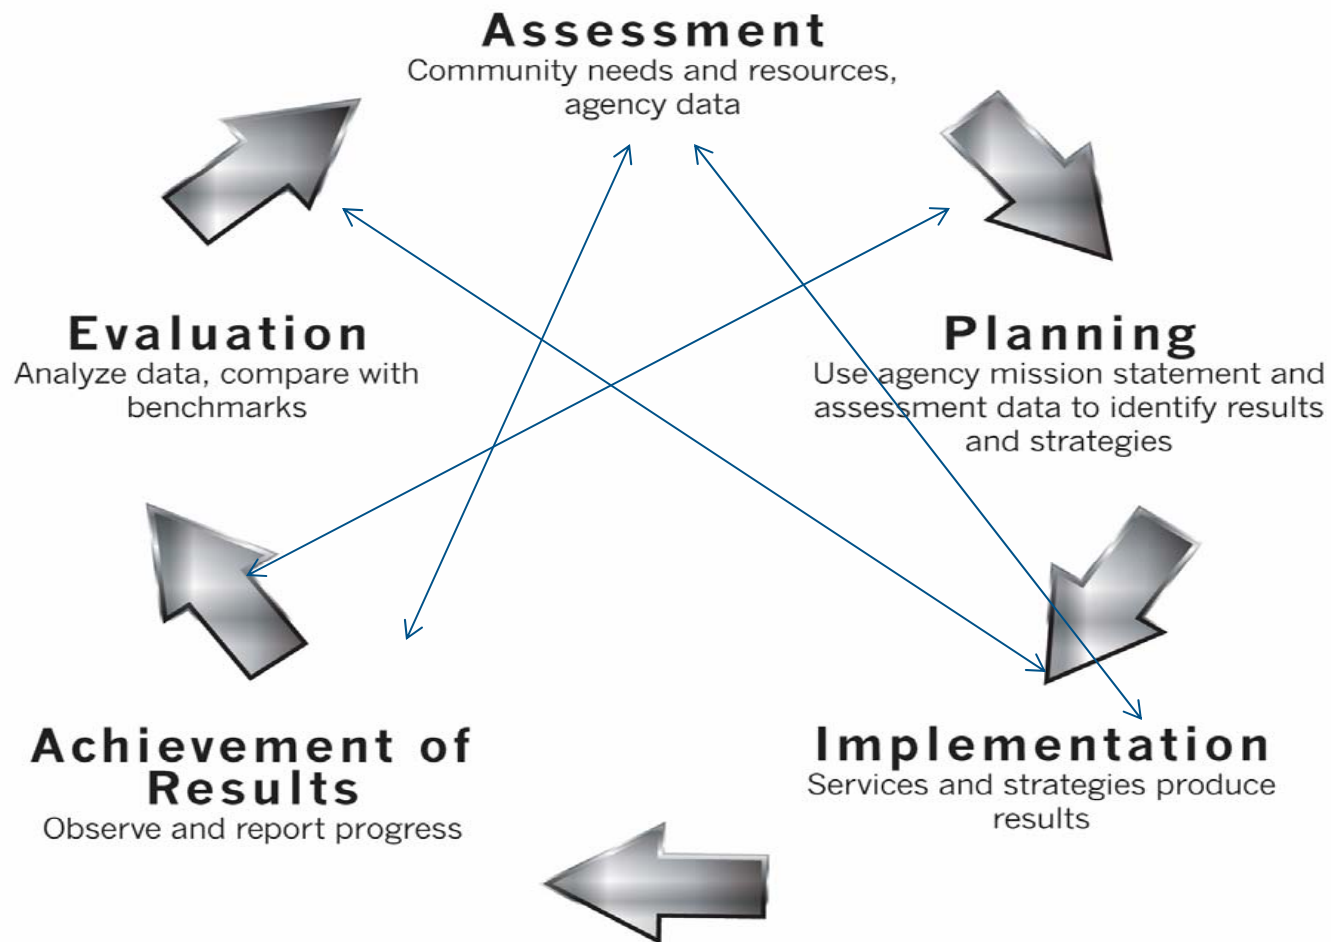 Assessment
Community needs and resources,
agency data
Evaluation
Analyze data, compare with
benchmarks
Planning
Use agency mission statement and
assessment data to identify results
and strategies
Achievement of
Results
Observe and report progress
Implementation
Services and strategies produce
results